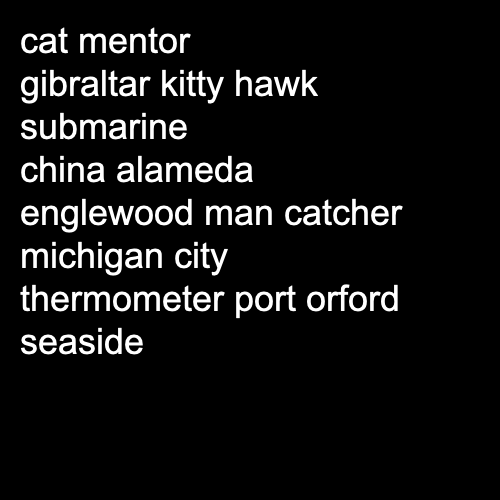 cat mentor
gibraltar kitty hawk
submarine
china alameda
englewood man catcher
michigan city
thermometer port orford
seaside